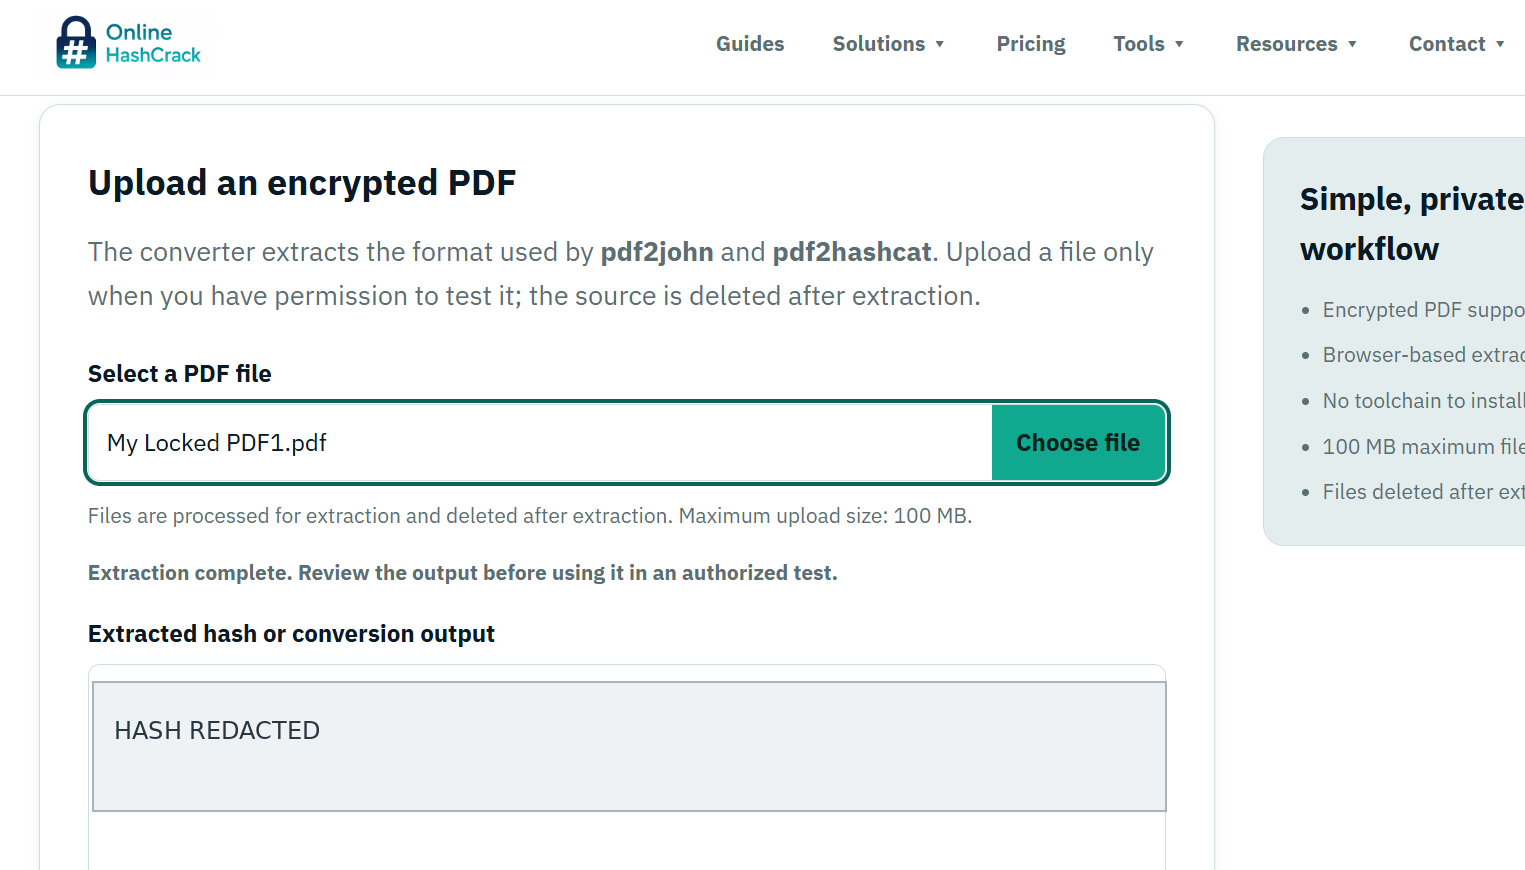 Online
HashCrack
Guides
Solutions ▼
Pricing
Tools ▼
Resources ▼
Contact ▼
Upload an encrypted PDF
The converter extracts the format used by pdf2john and pdf2hashcat. Upload a file only
when you have permission to test it; the source is deleted after extraction.
Select a PDF file
My Locked PDF1.pdf
Choose file
Files are processed for extraction and deleted after extraction. Maximum upload size: 100 MB.
Extraction complete. Review the output before using it in an authorized test.
Extracted hash or conversion output
HASH REDACTED
Simple, private
workflow
• Encrypted PDF
• Browser-based
• No toolchain to
• 100 MB maximum
• Files deleted after